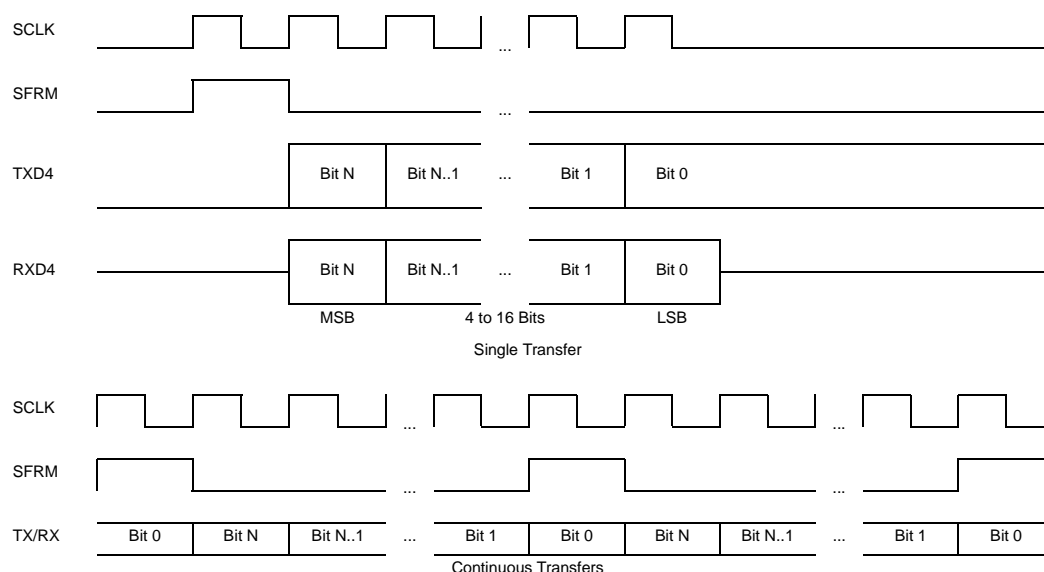 SCLK
...
SFRM
...
TXD4 Bit N Bit N..1 ... Bit 1 Bit 0
RXD4 Bit N Bit N..1 ... Bit 1 Bit 0
MSB 4 to 16 Bits LSB
Single Transfer
SCLK
... ...
SFRM
... ...
TX/RX Bit 0 Bit N Bit N..1 ... Bit 1 Bit 0 Bit N Bit N..1 ... Bit 1 Bit 0
Continuous Transfers